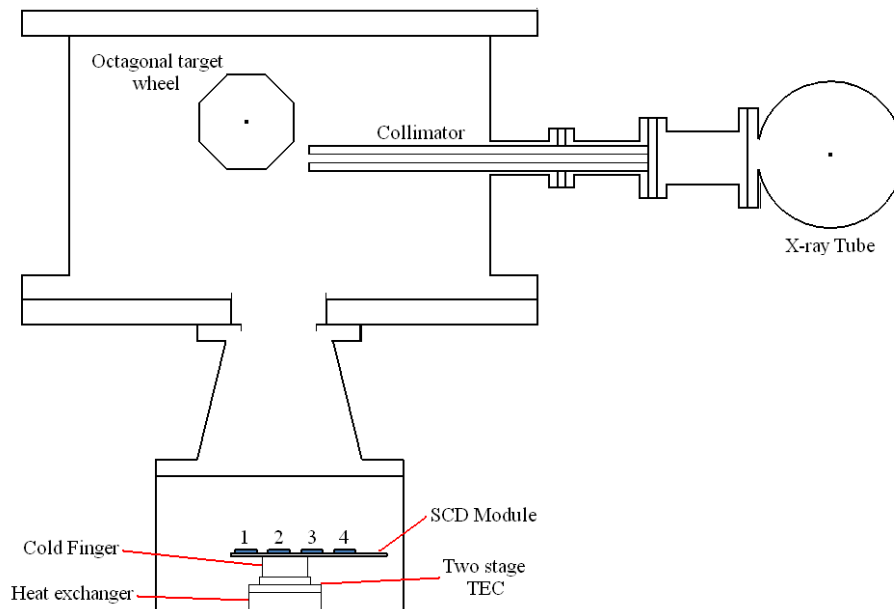 Octagonal target
wheel
Collimator
X-ray Tube
1 2 3 4
SCD Module
Cold Finger
Two stage
TEC
Heat exchanger